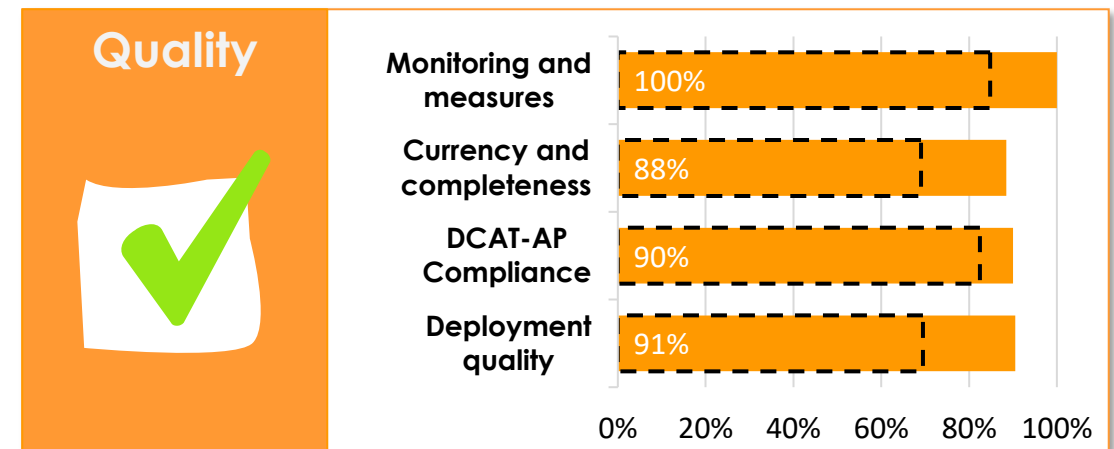 Quality
Monitoring and
measures
100%
Currency and
completeness
88%
DCAT-AP
Compliance
90%
Deployment
quality
91%
0% 20% 40% 60% 80% 100%